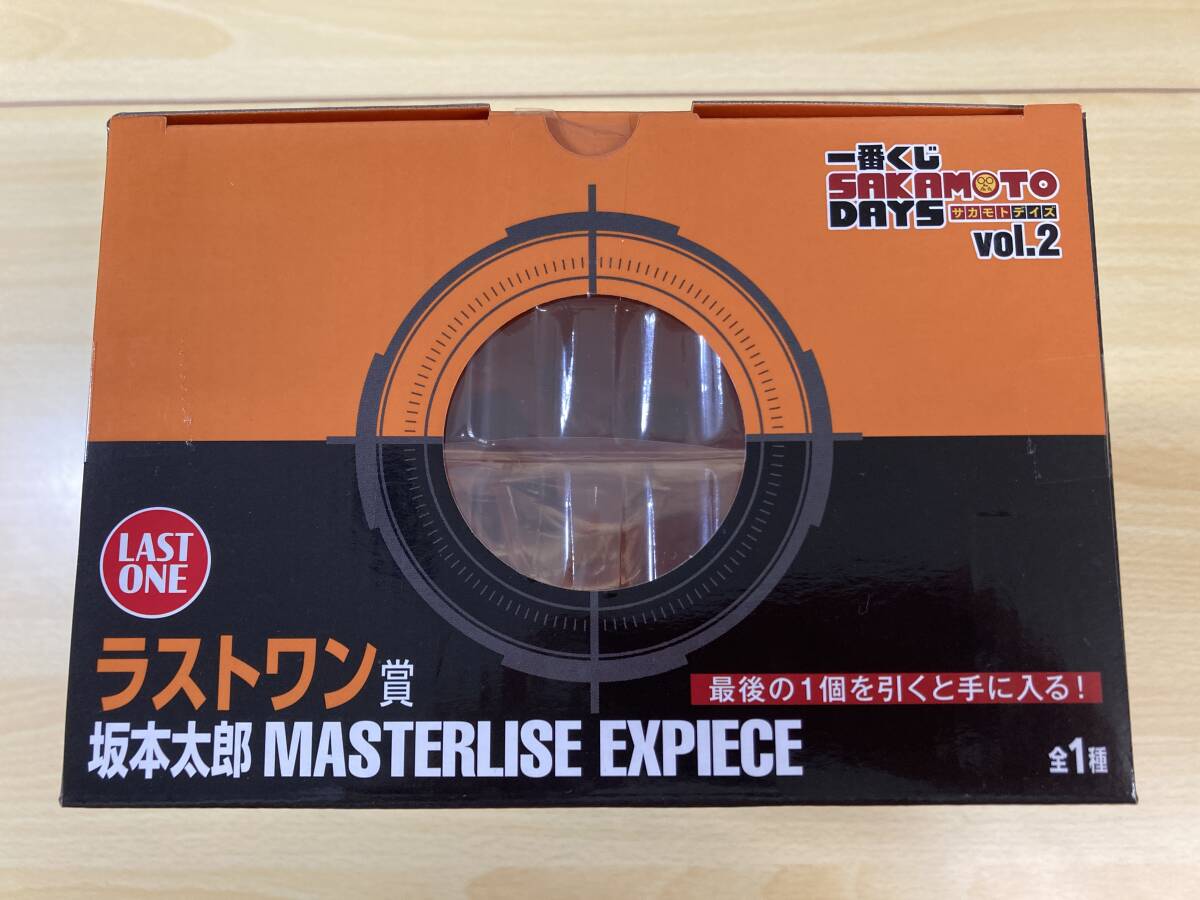 一番くじ
SAKAMOTO
DAYS サカモトデイズ
vol.2
LAST
ONE
ラストワン賞
最後の1個を引くと手に入る!
坂本太郎 MASTERLISE EXPIECE
全1種